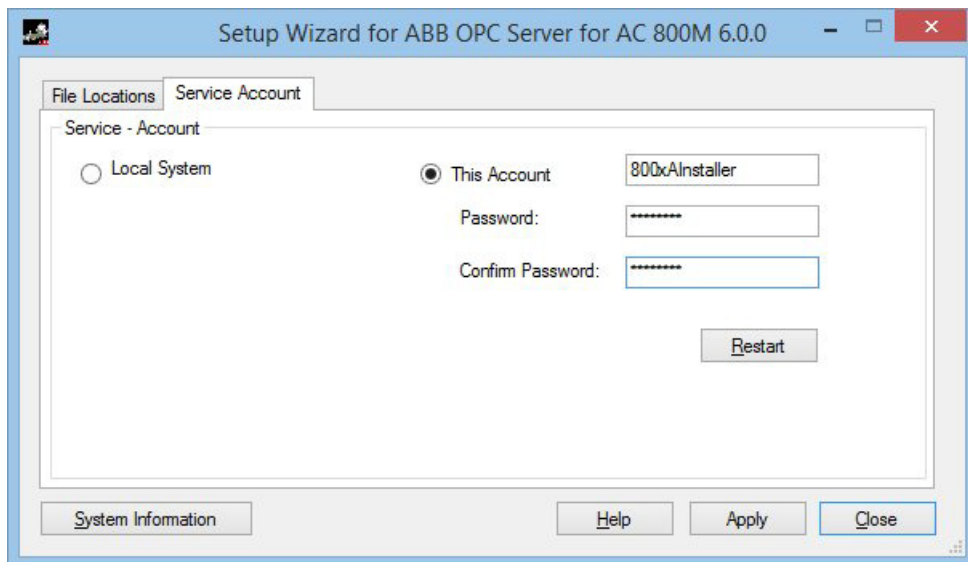 Setup Wizard for ABB OPC Server for AC 800M 6.0.0
File Locations
Service Account
Service - Account
Local System
This Account
800xAInstaller
Password:
********
Confirm Password:
********
Restart
System Information
Help
Apply
Close